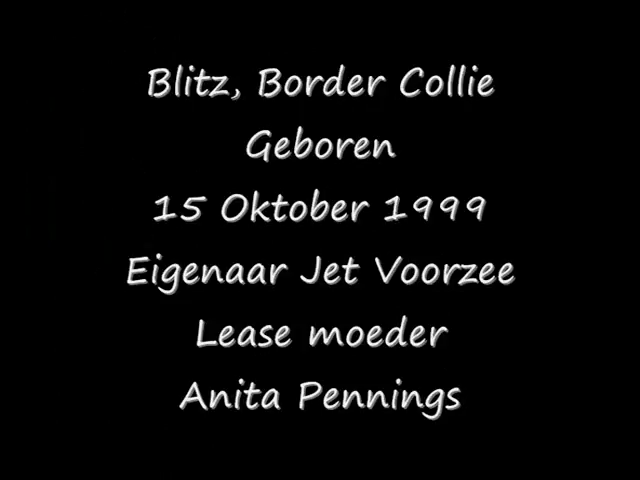 Blitz, Border Collie
Geboren
15 Oktober 1999
Eigenaar Jet Voorzee
Lease moeder
Anita Pennings